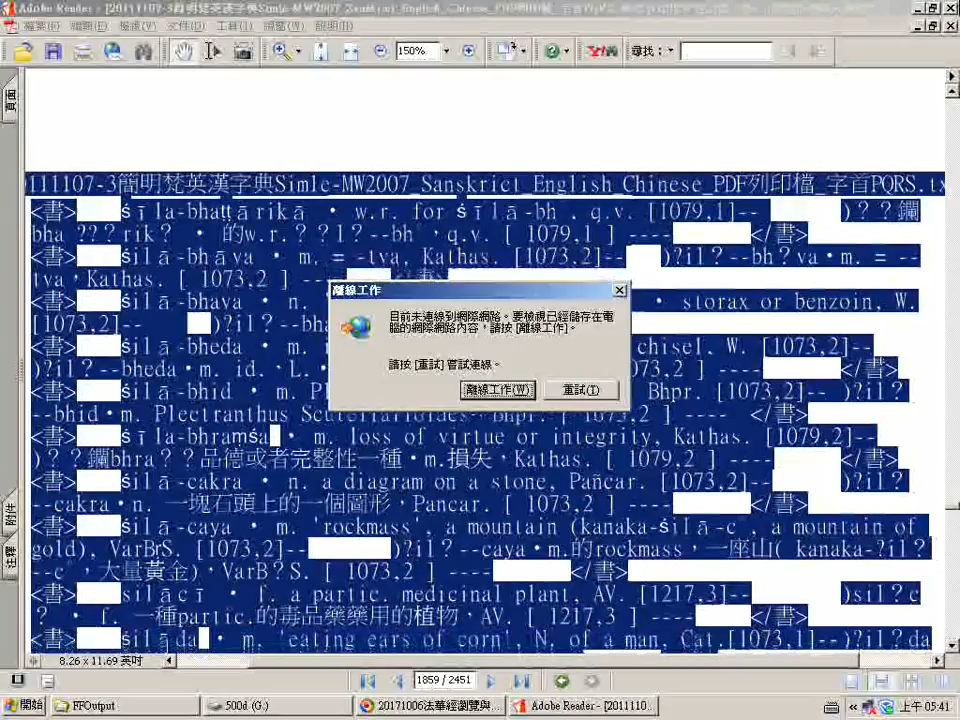 Adobe Reader - [20111107-3簡明梵英漢字典Simle-MW2007_Sanskrict_English_Chinese_PDF列印檔_字首PQRS
檔案(F) 編輯(E) 檢視(V) 文件(D) 工具(T) 視窗(W) 說明(H)
150% 尋找:
頁面
111107-3簡明梵英漢字典Simle-MW2007_Sanskrict_English_Chinese_PDF列印檔_字首PQRS.tx
<書> śīla-bhaṭṭārikā ‧ w.r. for śīlā-bh . q.v. [1079,1]-- )??鑭
bha ???rik? ‧ 的w.r.??l?--bh˚,q.v. [ 1079,1 ] ---- </書>
<書> śilābhāva ‧ m. = -tva, Kathas. [1073,2]-- )?il?--bh?va‧m. = --
tva,Kathas. [ 1073,2 ]
<書> śilābhava ‧ n. ‧ storax or benzoin, W.
[1073,2]-- )?il?--bha
<書> śilābheda ‧ m. chisel, W. [1073,2]--
)?il?--bheda‧m. id.,L. 073,2 ] ---- </書>
<書> śilābhid ‧ m. Pl Bhpr. [1073,2]-- )?il?
--bhid‧m. Plectranthus Scutellarioides,Bhpr. [ 1073,2 ] ---- </書>
<書> śīla-bhraṃśa ‧ m. loss of virtue or integrity, Kathas. [1079,2]--
)??鑭bhra??品德或者完整性一種‧m.損失,Kathas. [ 1079,2 ] ---- </書>
<書> śilā-cakra ‧ n. a diagram on a stone, Pañcar. [1073,2]-- )?il?
--cakra‧n. 一塊石頭上的一個圖形,Pancar. [ 1073,2 ] ---- </書>
<書> śilā-caya ‧ m. 'rockmass', a mountain (kanaka-śilā-c˚, a mountain of
gold), VarBrS. [1073,2]-- )?il?--caya‧m.的rockmass,一座山( kanaka-?il?
--c˚,大量黃金),VarB?S. [ 1073,2 ] ---- </書>
<書> silācī ‧ f. a partic. medicinal plant, AV. [1217,3]-- )sil?c
? ‧ f. 一種partic.的毒品藥藥用的植物,AV. [ 1217,3 ] ---- </書>
<書> śilāda ‧ m. 'eating ears of corn', N. of a man, Cat.[1073,1]--)?il?da
離線工作
目前未連線到網際網路。要檢視已經儲存在電
腦的網際網路內容,請按 [離線工作]。
請按 [重試] 嘗試連線。
離線工作(W) 重試(T)
附件
注釋
8.26 x 11.69 英吋
1859 / 2451
開始 FFOutput 500d (G:) 20171006法華經瀏覽與... Adobe Reader - [2011110... 上午 05:41